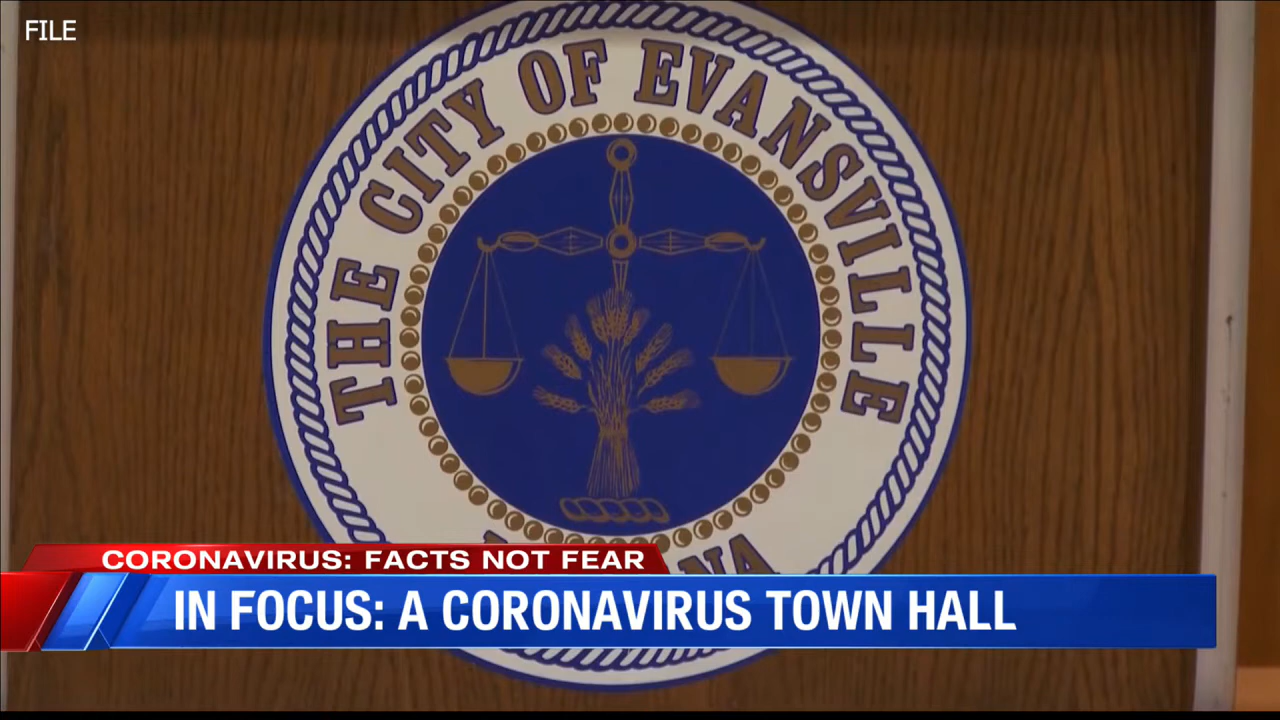 FILE
THE CITY OF EVANSVILLE
CORONAVIRUS: FACTS NOT FEAR
IN FOCUS: A CORONAVIRUS TOWN HALL